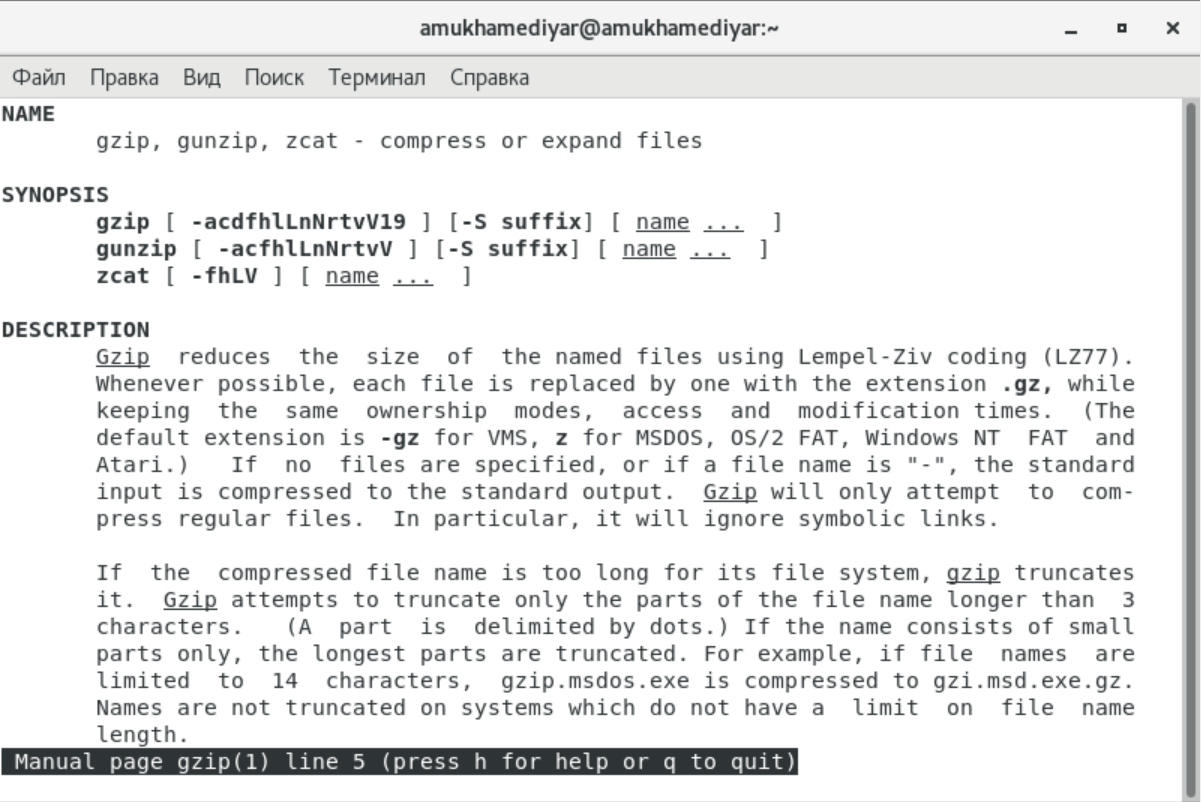 amukhamediyar@amukhamediyar:~
Файл Правка Вид Поиск Терминал Справка
NAME
gzip, gunzip, zcat - compress or expand files
SYNOPSIS
gzip [ -acdfhlLnNrtvV19 ] [-S suffix] [ name ...  ]
gunzip [ -acfhlLnNrtvV ] [-S suffix] [ name ...  ]
zcat [ -fhLV ] [ name ...  ]
DESCRIPTION
Gzip  reduces  the  size  of  the named files using Lempel-Ziv coding (LZ77).
Whenever possible, each file is replaced by one with the extension .gz, while
keeping  the  same  ownership  modes,  access  and  modification times.  (The
default extension is -gz for VMS, z for MSDOS, OS/2 FAT, Windows NT  FAT  and
Atari.)   If  no  files are specified, or if a file name is "-", the standard
input is compressed to the standard output.  Gzip will only attempt  to  com-
press regular files.  In particular, it will ignore symbolic links.
If  the  compressed file name is too long for its file system, gzip truncates
it.  Gzip attempts to truncate only the parts of the file name longer than  3
characters.   (A  part  is  delimited by dots.) If the name consists of small
parts only, the longest parts are truncated. For example, if file  names  are
limited  to  14  characters,  gzip.msdos.exe is compressed to gzi.msd.exe.gz.
Names are not truncated on systems which do not have a  limit  on  file  name
length.
Manual page gzip(1) line 5 (press h for help or q to quit)